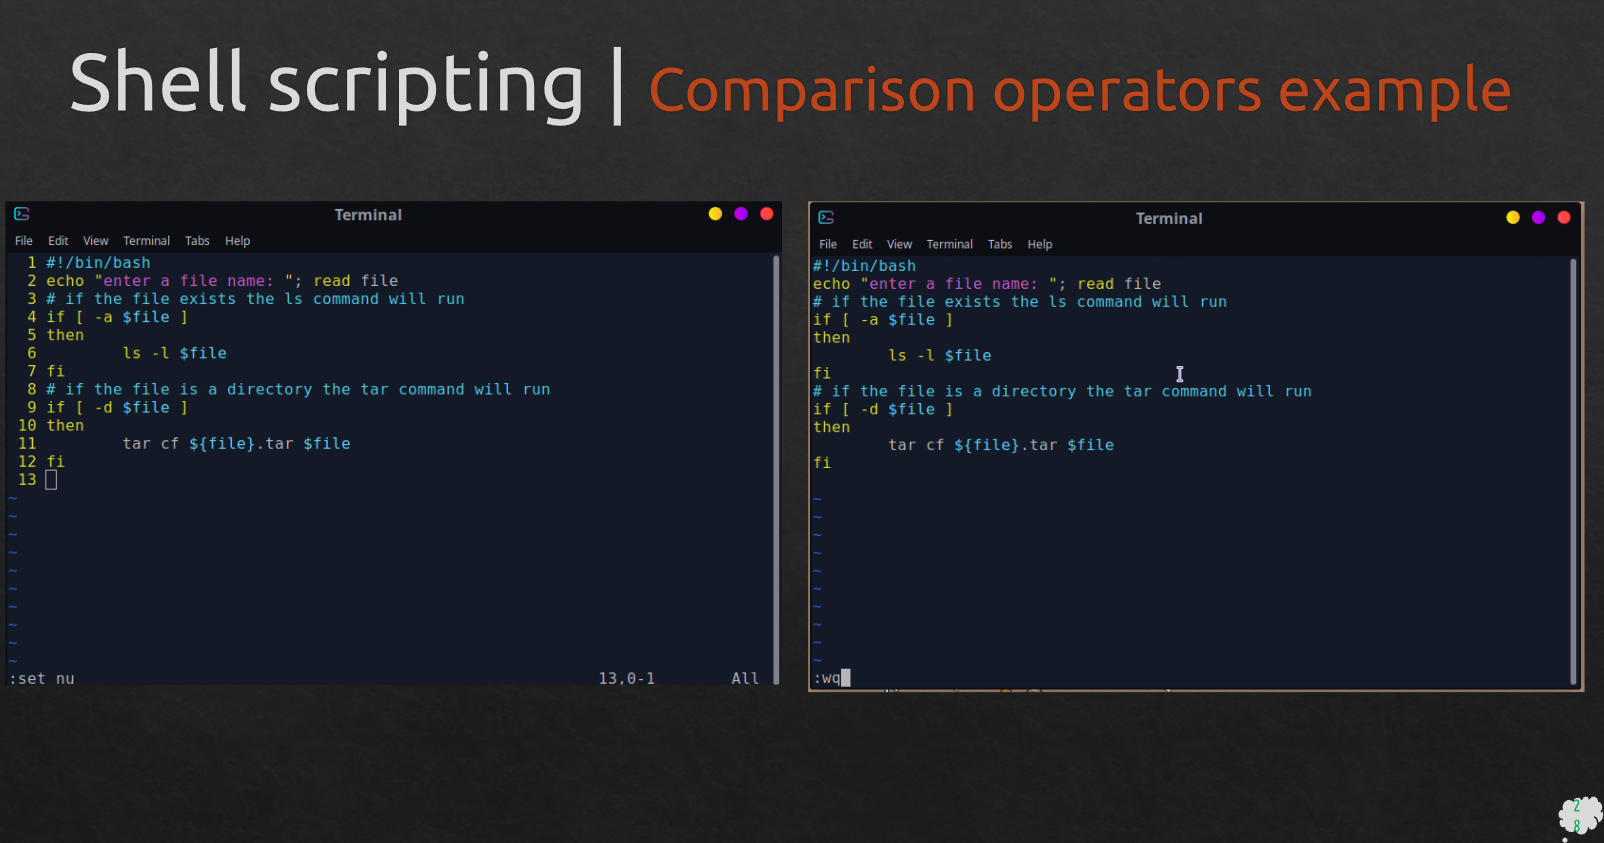 Shell scripting | Comparison operators example
Terminal
File Edit View Terminal Tabs Help
1 #!/bin/bash
2 echo "enter a file name: "; read file
3 # if the file exists the ls command will run
4 if [ -a $file ]
5 then
6         ls -l $file
7 fi
8 # if the file is a directory the tar command will run
9 if [ -d $file ]
10 then
11         tar cf ${file}.tar $file
12 fi
13
~
~
~
~
~
~
~
~
~
~
:set nu 13,0-1 All
Terminal
File Edit View Terminal Tabs Help
#!/bin/bash
echo "enter a file name: "; read file
# if the file exists the ls command will run
if [ -a $file ]
then
        ls -l $file
fi
# if the file is a directory the tar command will run
if [ -d $file ]
then
        tar cf ${file}.tar $file
fi
~
~
~
~
~
~
~
~
~
~
:wq
2
8